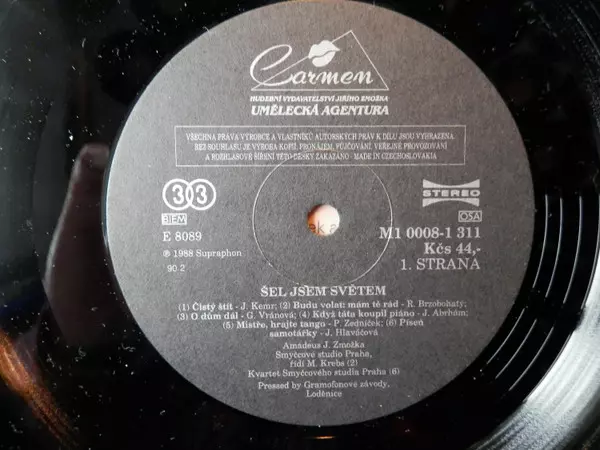 Carmen
HUDEBNÍ VYDAVATELSTVÍ JIŘÍHO ZMOŽKA
UMĚLECKÁ AGENTURA
VŠECHNA PRÁVA VÝROBCE A VLASTNÍKŮ AUTORSKÝCH PRÁV K DÍLU JSOU VYHRAZENA.
BEZ SOUHLASU JE VÝROBA KOPIÍ, PRONÁJEM, PŮJČOVÁNÍ, VEŘEJNÉ PROVOZOVÁNÍ
A ROZHLASOVÉ ŠÍŘENÍ TÉTO DESKY ZAKÁZÁNO - MADE IN CZECHOSLOVAKIA
33
STEREO
BIEM
OSA
E 8089
M1 0008-1 311
℗ 1988 Supraphon
Kčs 44,-
90 2
1. STRANA
ŠEL JSEM SVĚTEM
(1) Čistý štít - J. Kemr; (2) Budu volat: mám tě rád - R. Brzobohatý;
(3) O dům dál - G. Vránová; (4) Když táta koupil piáno - J. Abrhám;
(5) Mistře, hrajte tango - P. Zedníček; (6) Píseň
samotářky - J. Hlaváčová
Amadeus J. Zmožka
Smyčcové studio Praha,
řídí M. Krebs (2)
Kvartet Smyčcového studia Praha (6)
Pressed by Gramofonové závody,
Loděnice